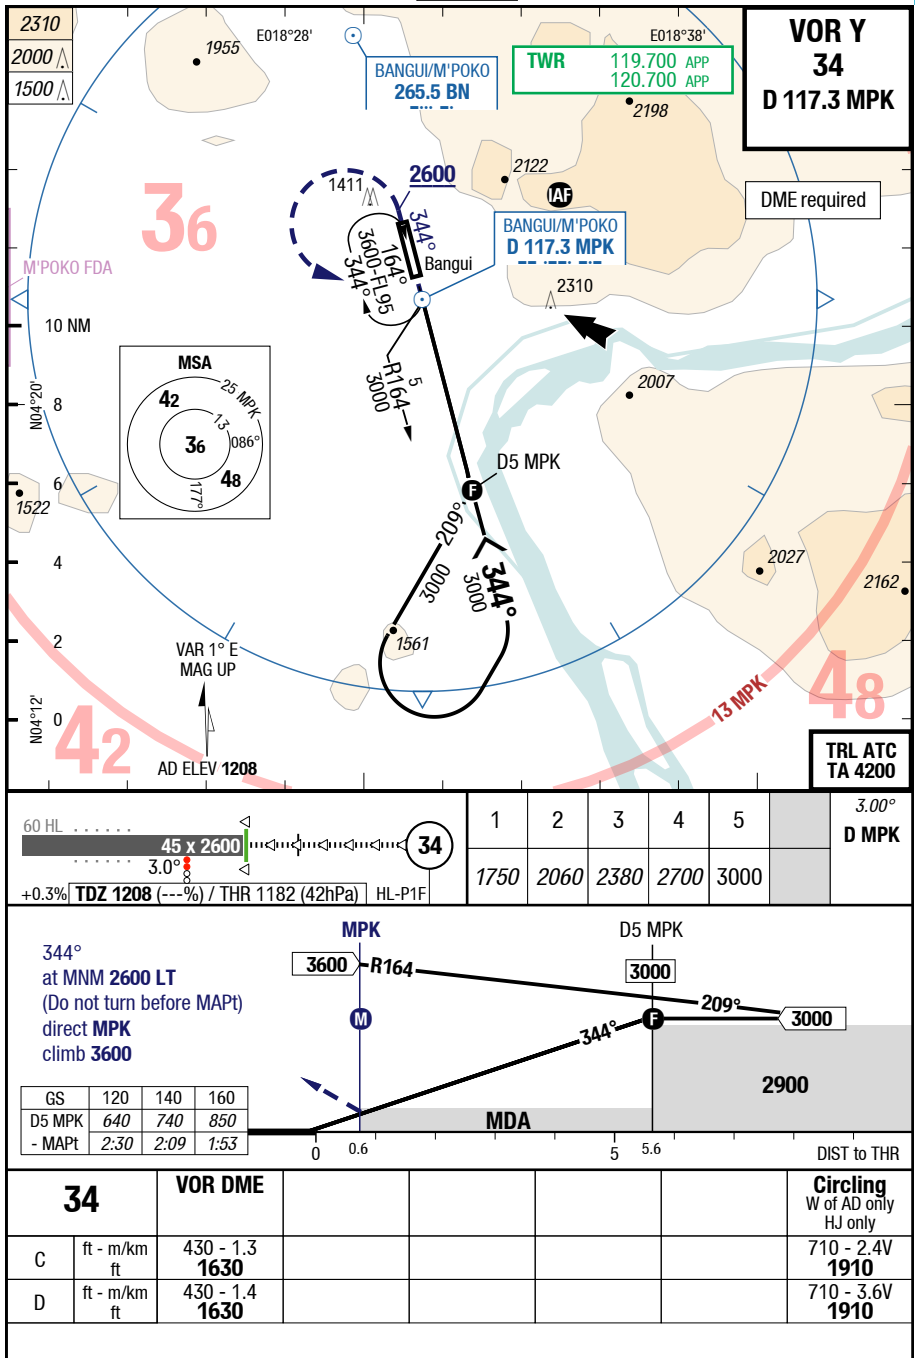 2310
2000
1500
1955
E018°28'
BANGUI/M'POKO
265.5 BN
TWR 119.700 APP
120.700 APP
E018°38'
2198
VOR Y
34
D 117.3 MPK
DME required
36
1411
2600
344°
2122
IAF
BANGUI/M'POKO
D 117.3 MPK
Bangui
164°
3600-FL95
344°
M'POKO FDA
2310
10 NM
5
R164
3000
MSA
42
25 MPK
13
36
086°
48
177°
N04°20'
8
2007
D5 MPK
F
6
1522
209°
3000
344°
3000
4
2027
2162
1561
2
VAR 1° E
MAG UP
N04°12'
0
42
48
13 MPK
AD ELEV 1208
TRL ATC
TA 4200
60 HL
45 x 2600
34
3.0°
+0.3% TDZ 1208 (---%) / THR 1182 (42hPa) HL-P1F
1 2 3 4 5
3.00°
D MPK
1750 2060 2380 2700 3000
MPK
D5 MPK
344°
at MNM 2600 LT
(Do not turn before MAPt)
direct MPK
climb 3600
3600
R164
3000
209°
3000
M
F
344°
2900
MDA
GS 120 140 160
D5 MPK 640 740 850
- MAPt 2:30 2:09 1:53
0 0.6 5 5.6 DIST to THR
34
VOR DME
Circling
W of AD only
HJ only
C ft - m/km 430 - 1.3 710 - 2.4V
ft 1630 1910
D ft - m/km 430 - 1.4 710 - 3.6V
ft 1630 1910